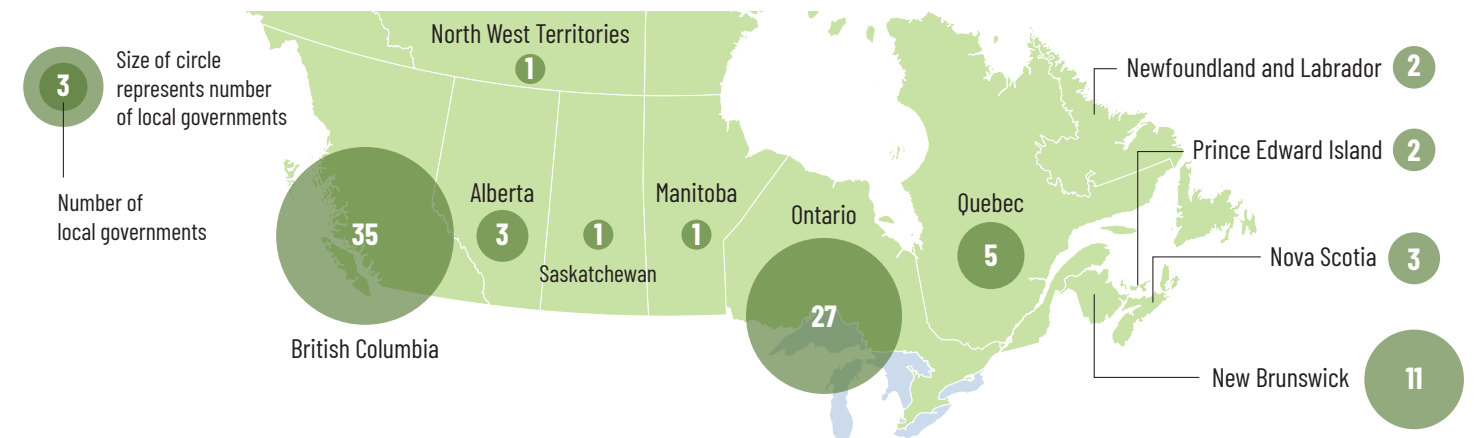 3
Size of circle
represents number
of local governments
Number of
local governments
North West Territories
1
35
British Columbia
Alberta
3
1
Saskatchewan
Manitoba
1
Ontario
27
Quebec
5
Newfoundland and Labrador 2
Prince Edward Island 2
Nova Scotia 3
New Brunswick 11